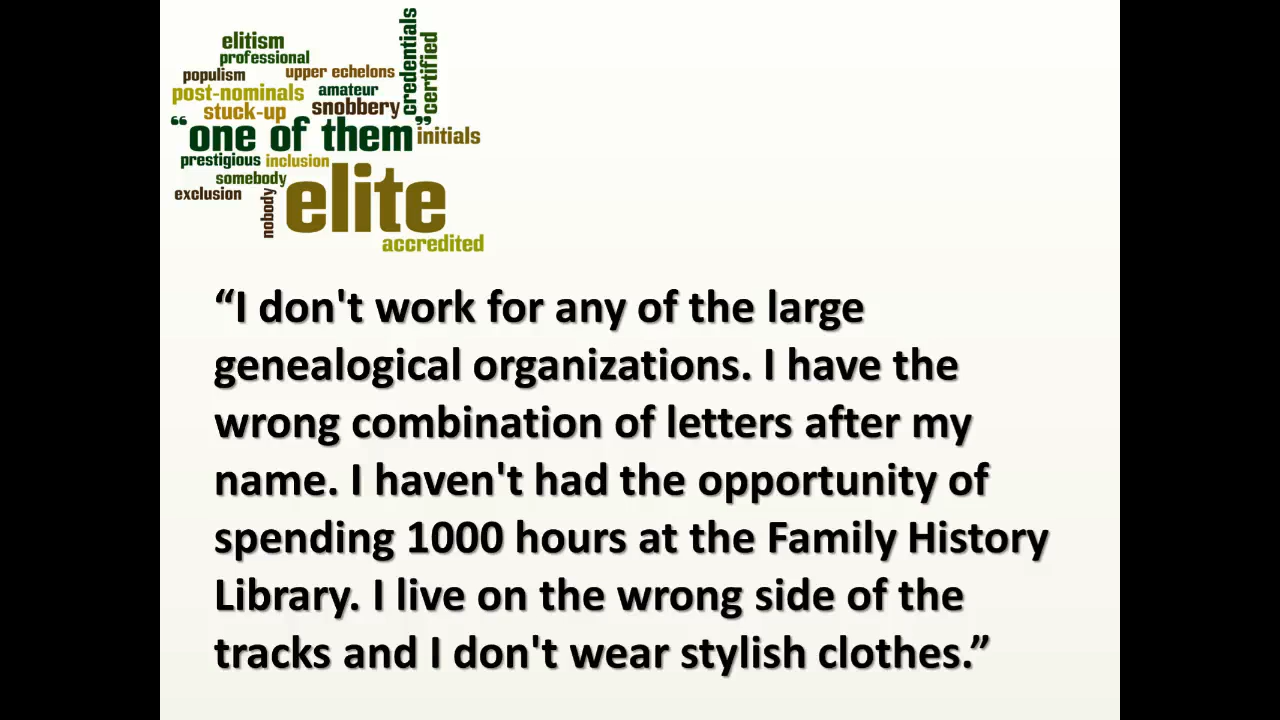 elitism
professional
populism
upper echelons
credentials
certified
post-nominals
amateur
stuck-up
snobbery
“one of them”
initials
prestigious
inclusion
somebody
exclusion
nobody
elite
accredited
“I don't work for any of the large
genealogical organizations. I have the
wrong combination of letters after my
name. I haven't had the opportunity of
spending 1000 hours at the Family History
Library. I live on the wrong side of the
tracks and I don't wear stylish clothes.”